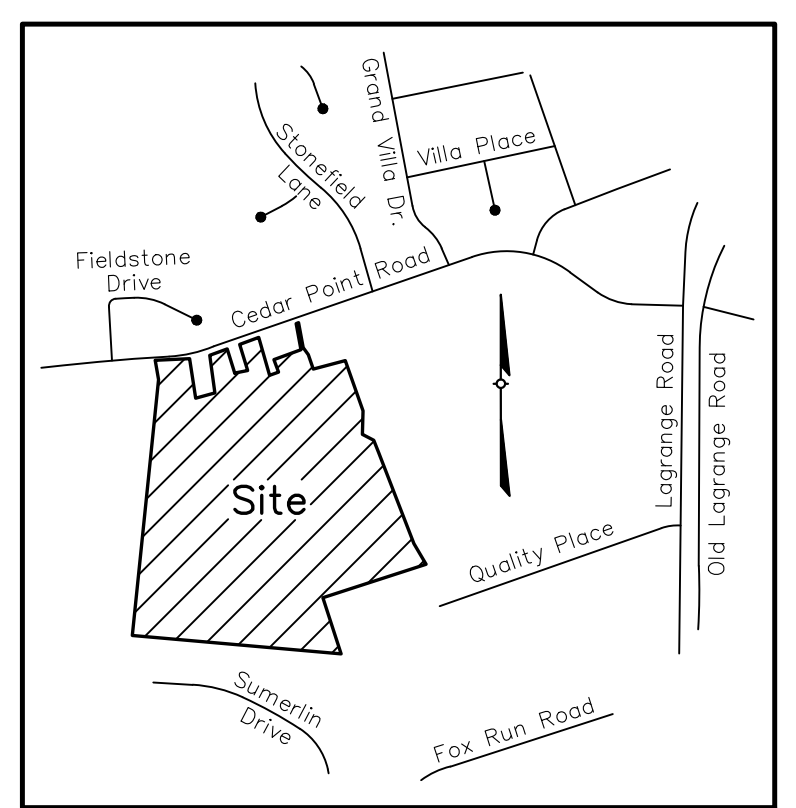 Grand Villa Dr.
Stonefield
Lane
Villa Place
Fieldstone
Drive
Cedar Point Road
Lagrange Road
Old Lagrange Road
Site
Quality Place
Sumerlin
Drive
Fox Run Road